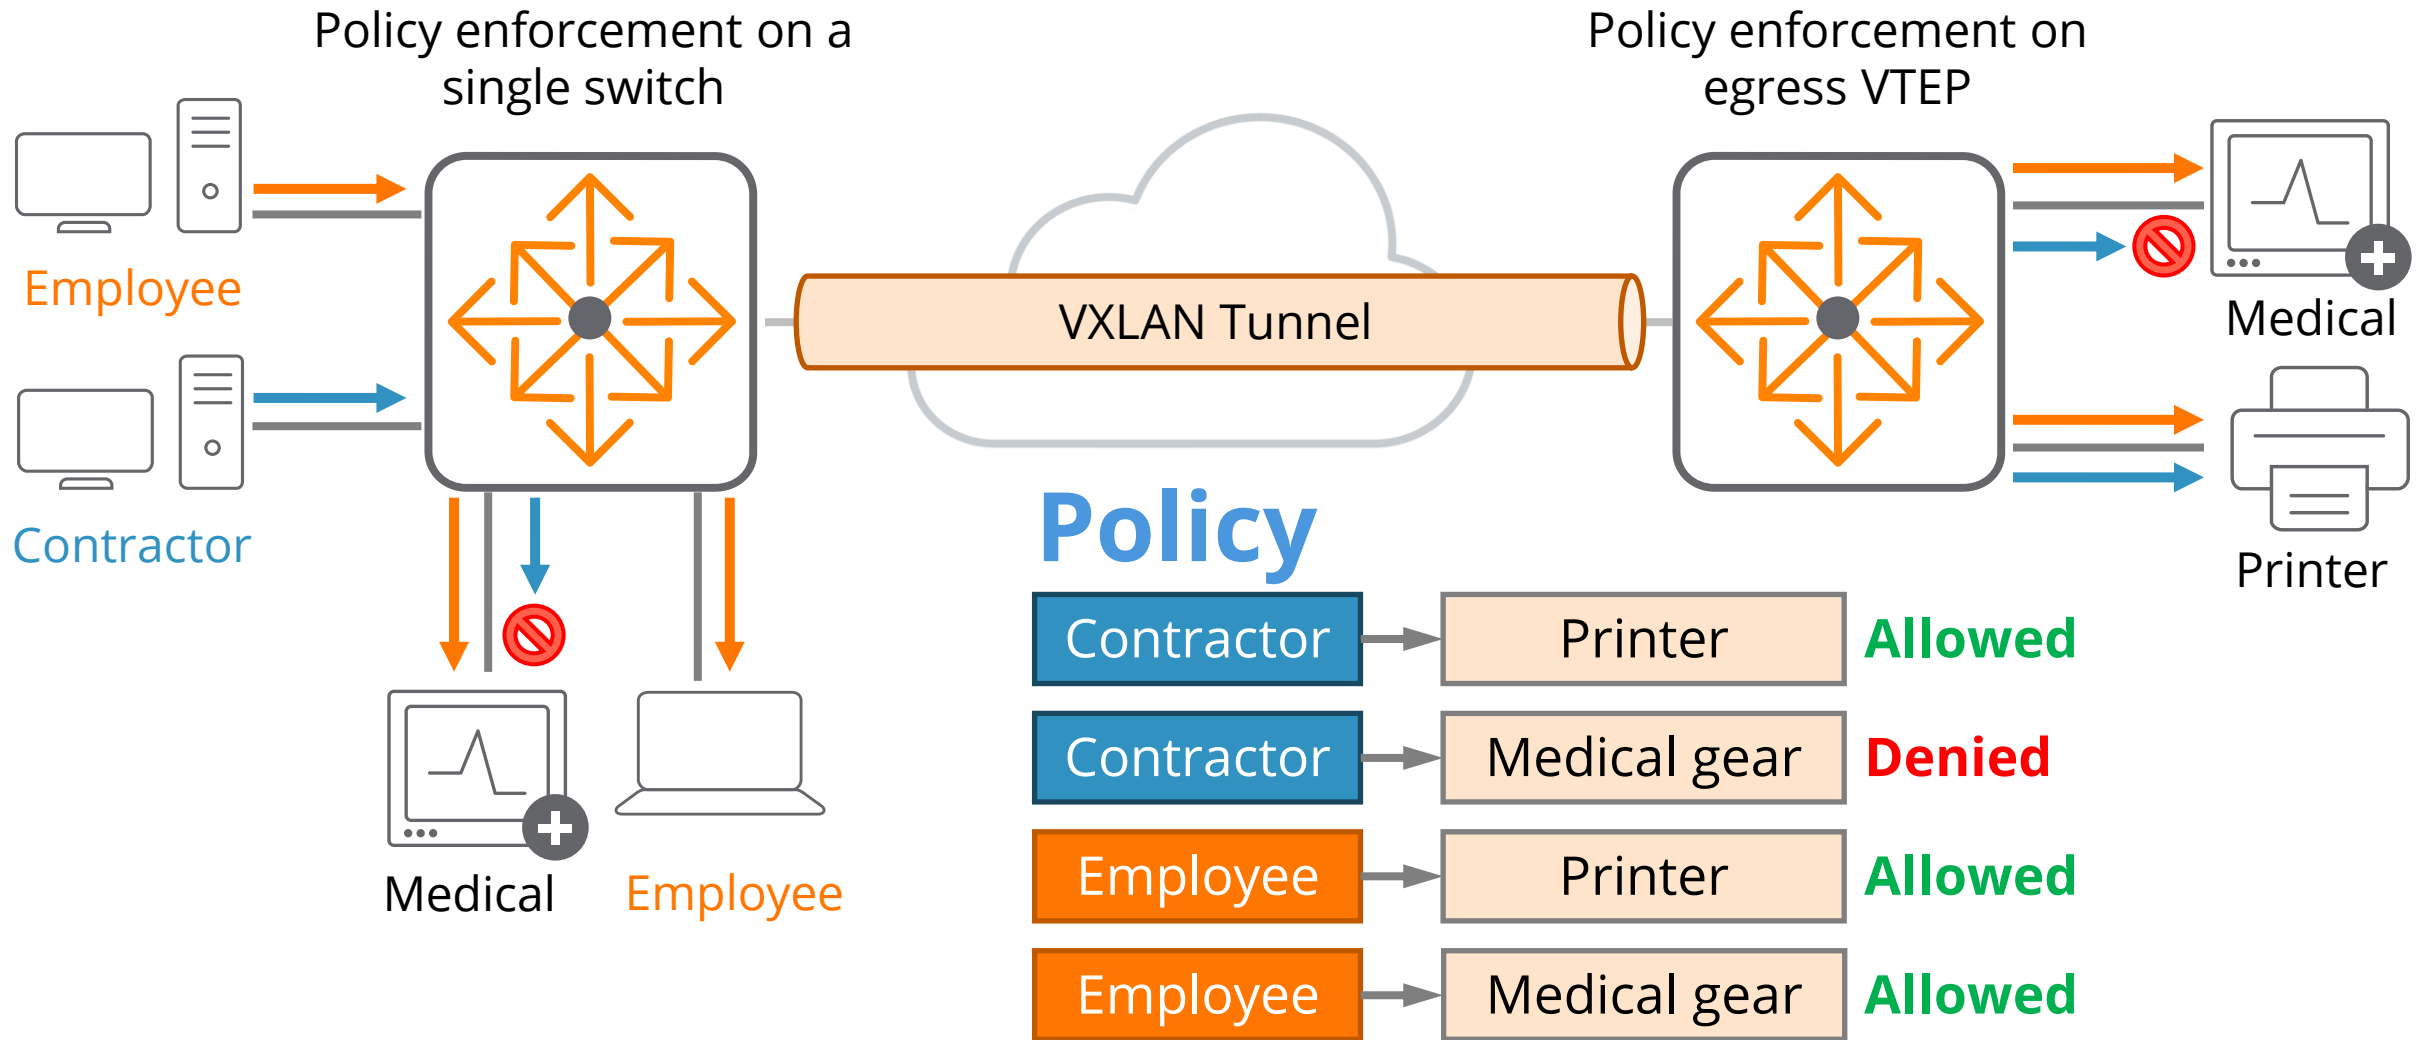 Policy enforcement on a
single switch
Policy enforcement on
egress VTEP
Employee
Contractor
VXLAN Tunnel
Medical
Printer
Medical
Employee
Policy
Contractor
Printer
Allowed
Contractor
Medical gear
Denied
Employee
Printer
Allowed
Employee
Medical gear
Allowed